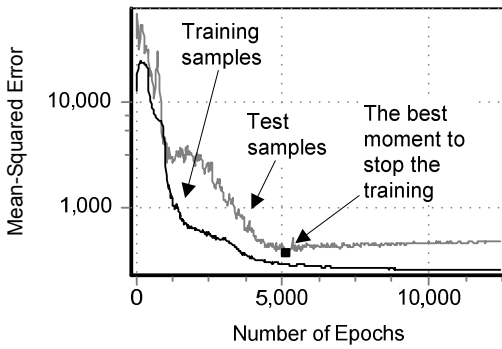 Training
samples
10,000
Mean-Squared Error
Test
samples
The best
moment to
stop the
training
1,000
0
5,000
10,000
Number of Epochs